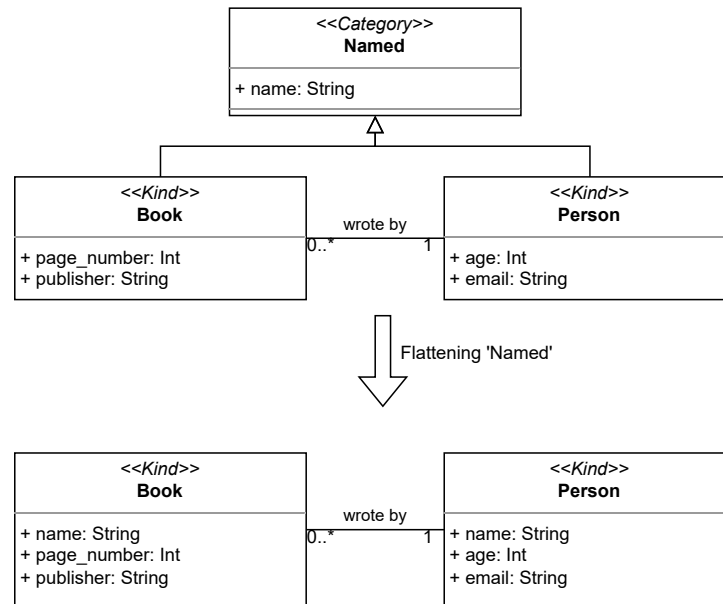 <<Category>>
Named
+ name: String
<<Kind>>
Book
+ page_number: Int
+ publisher: String
wrote by
0..*
1
<<Kind>>
Person
+ age: Int
+ email: String
Flattening 'Named'
<<Kind>>
Book
+ name: String
+ page_number: Int
+ publisher: String
wrote by
0..*
1
<<Kind>>
Person
+ name: String
+ age: Int
+ email: String